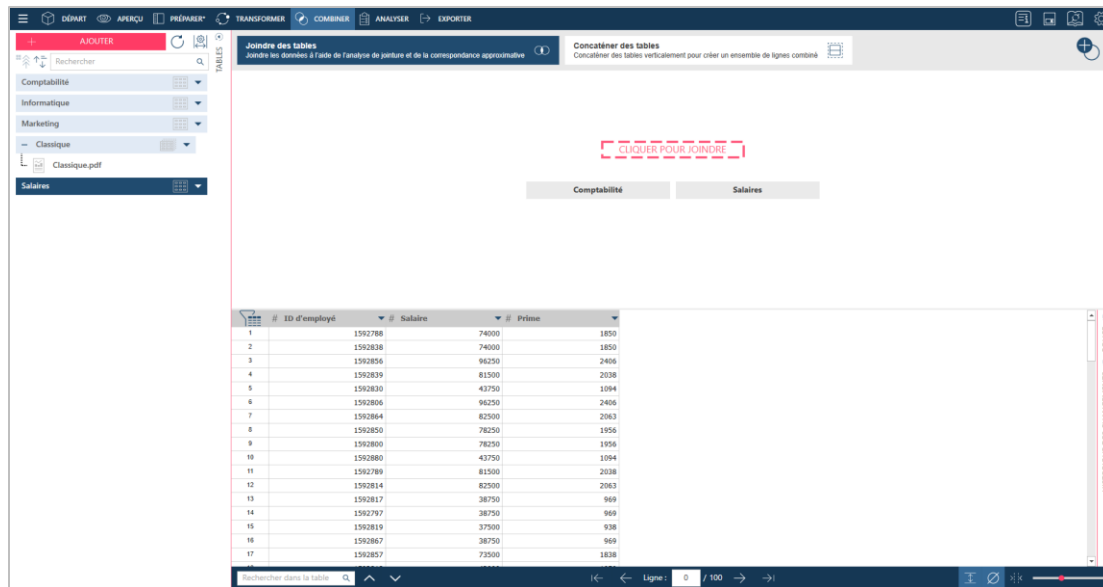 DÉPART APERÇU PRÉPARER* TRANSFORMER COMBINER ANALYSER EXPORTER
+ AJOUTER
Rechercher
TABLES
Comptabilité
Informatique
Marketing
Classique
Classique.pdf
Salaires
Joindre des tables
Joindre les données à l'aide de l'analyse de jointure et de la correspondance approximative
Concaténer des tables
Concaténer des tables verticalement pour créer un ensemble de lignes combiné
CLIQUER POUR JOINDRE
Comptabilité Salaires
# ID d'employé # Salaire # Prime
1 1592788 74000 1850
2 1592838 74000 1850
3 1592856 96250 2406
4 1592839 81500 2038
5 1592830 43750 1094
6 1592806 96250 2406
7 1592864 82500 2063
8 1592850 78250 1956
9 1592800 78250 1956
10 1592880 43750 1094
11 1592789 81500 2038
12 1592814 82500 2063
13 1592817 38750 969
14 1592797 38750 969
15 1592819 37500 938
16 1592867 38750 969
17 1592857 73500 1838
Rechercher dans la table Ligne : 0 / 100